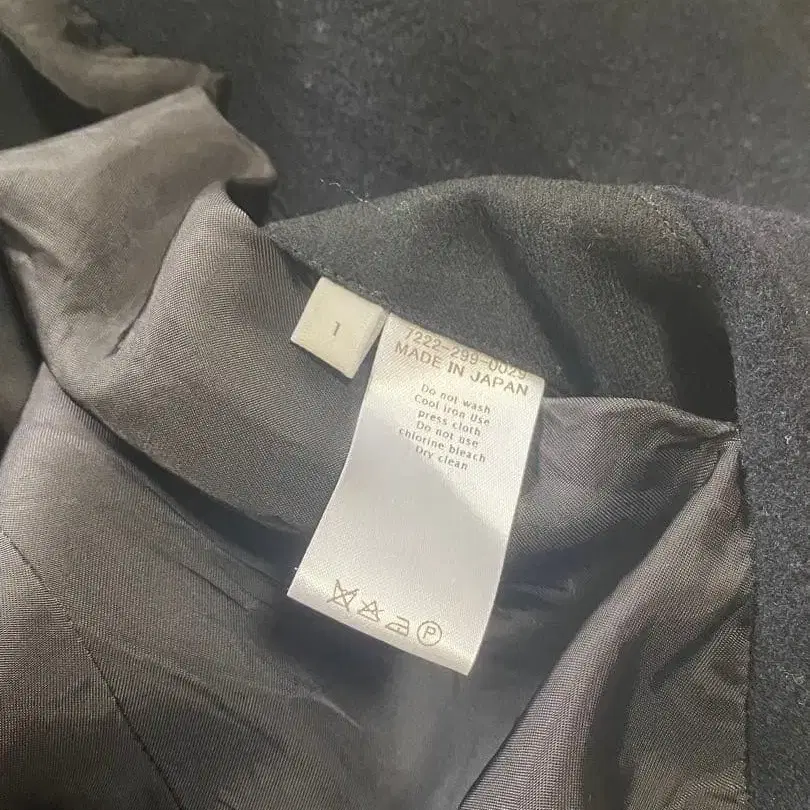 1
7222-299-0029
MADE IN JAPAN
Do not wash
Cool iron Use
press cloth
Do not use
chlorine bleach
Dry clean
P